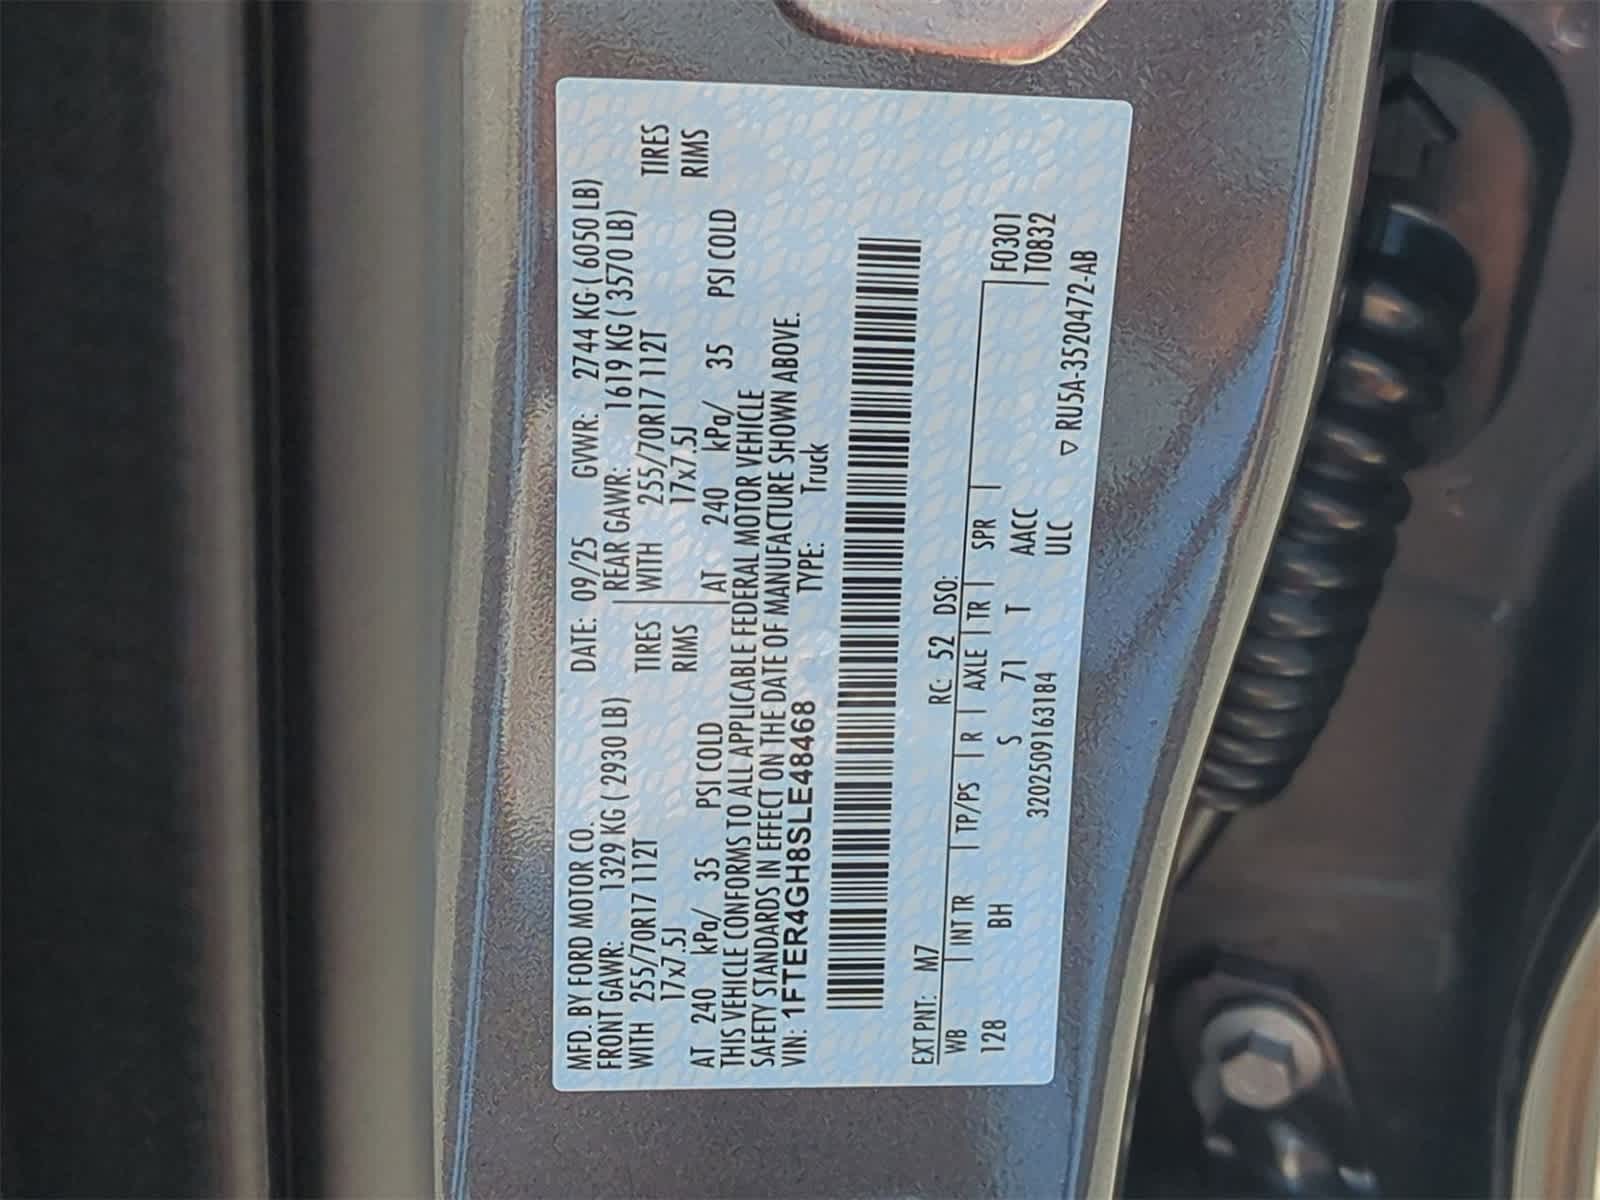 MFD. BY FORD MOTOR CO. DATE: 09/25 GVWR: 2744 KG ( 6050 LB)
FRONT GAWR: 1329 KG ( 2930 LB) REAR GAWR: 1619 KG ( 3570 LB)
WITH 255/70R17 112T TIRES WITH 255/70R17 112T TIRES
17x7.5J RIMS 17x7.5J RIMS
AT 240 kPa/ 35 PSI COLD AT 240 kPa/ 35 PSI COLD
THIS VEHICLE CONFORMS TO ALL APPLICABLE FEDERAL MOTOR VEHICLE
SAFETY STANDARDS IN EFFECT ON THE DATE OF MANUFACTURE SHOWN ABOVE.
VIN: 1FTER4GH8SLE48468 TYPE: Truck
EXT PNT: M7 RC: 52 DSO:
WB INT TR TP/PS R AXLE TR SPR F0301
128 BH S 71 T AACC T0832
3202509163184 ULC ▽ RU5A-3520472-AB